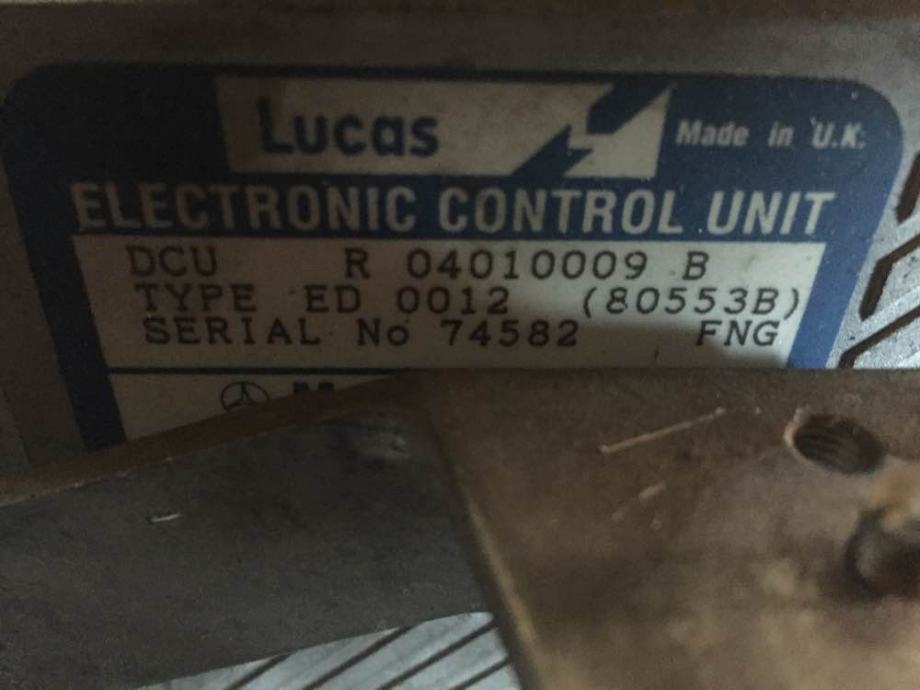 Lucas
Made in U.K.
ELECTRONIC CONTROL UNIT
DCU R 04010009 B
TYPE ED 0012 (80553B)
SERIAL No 74582 FNG